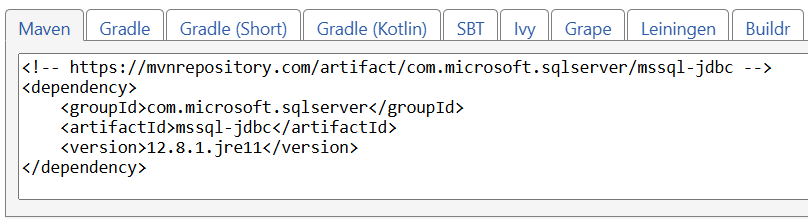 Maven Gradle Gradle (Short) Gradle (Kotlin) SBT Ivy Grape Leiningen Buildr
<!-- https://mvnrepository.com/artifact/com.microsoft.sqlserver/mssql-jdbc -->
<dependency>
    <groupId>com.microsoft.sqlserver</groupId>
    <artifactId>mssql-jdbc</artifactId>
    <version>12.8.1.jre11</version>
</dependency>